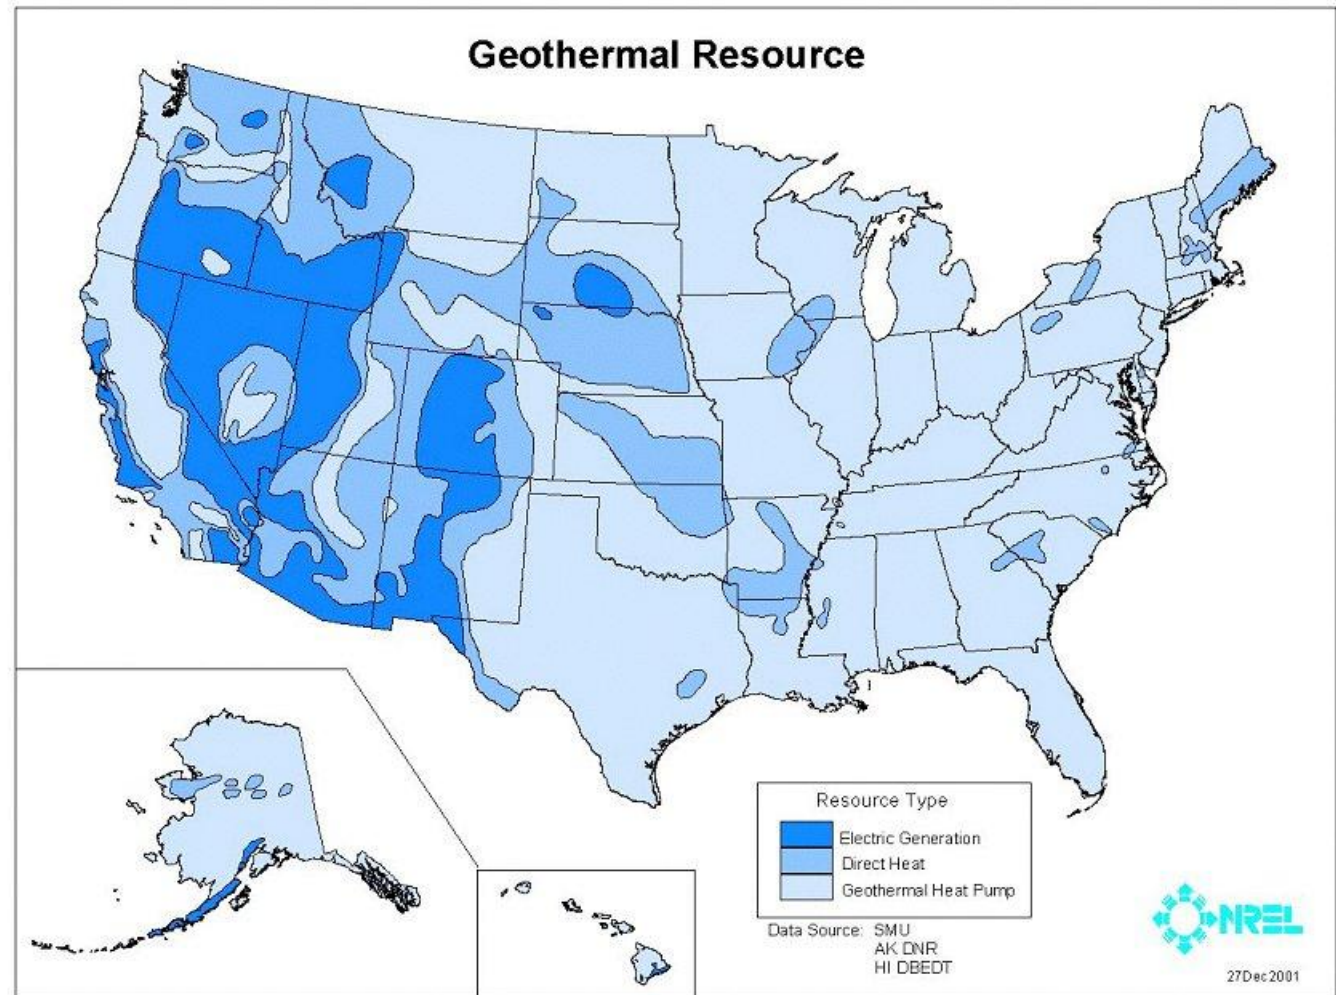 Geothermal Resource
Resource Type
Electric Generation
Direct Heat
Geothermal Heat Pump
Data Source: SMU
AK DNR
HI DBEDT
NREL
27Dec2001